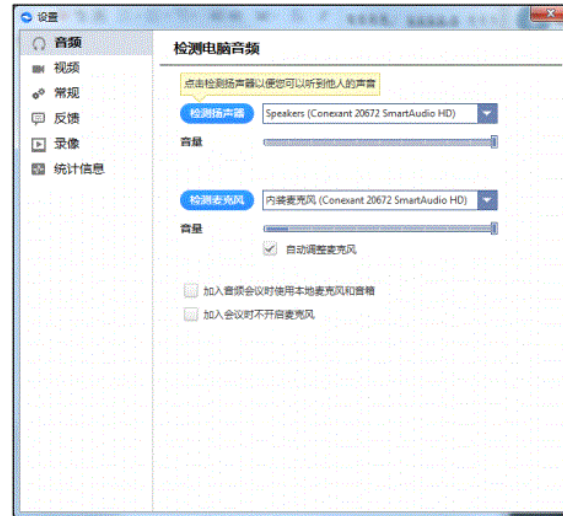 设置
音频
视频
常规
反馈
录像
统计信息
检测电脑音频
点击检测扬声器以便您可以听到他人的声音
检测扬声器 Speakers (Conexant 20672 SmartAudio HD)
音量
检测麦克风 内装麦克风 (Conexant 20672 SmartAudio HD)
音量
自动调整麦克风
加入音频会议时使用本地麦克风和音箱
加入会议时不开启麦克风